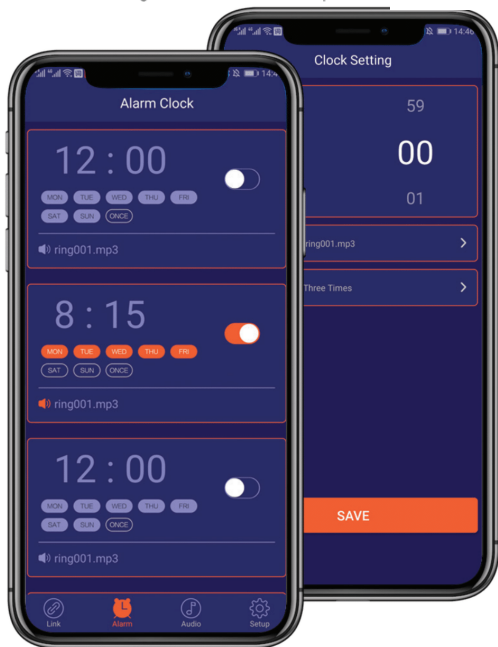 Alarm Clock
12 : 00
MON TUE WED THU FRI
SAT SUN ONCE
ring001.mp3
8 : 15
MON TUE WED THU FRI
SAT SUN ONCE
ring001.mp3
12 : 00
MON TUE WED THU FRI
SAT SUN ONCE
ring001.mp3
Link Alarm Audio Setup
14:46
Clock Setting
59
00
01
ring001.mp3
Three Times
SAVE